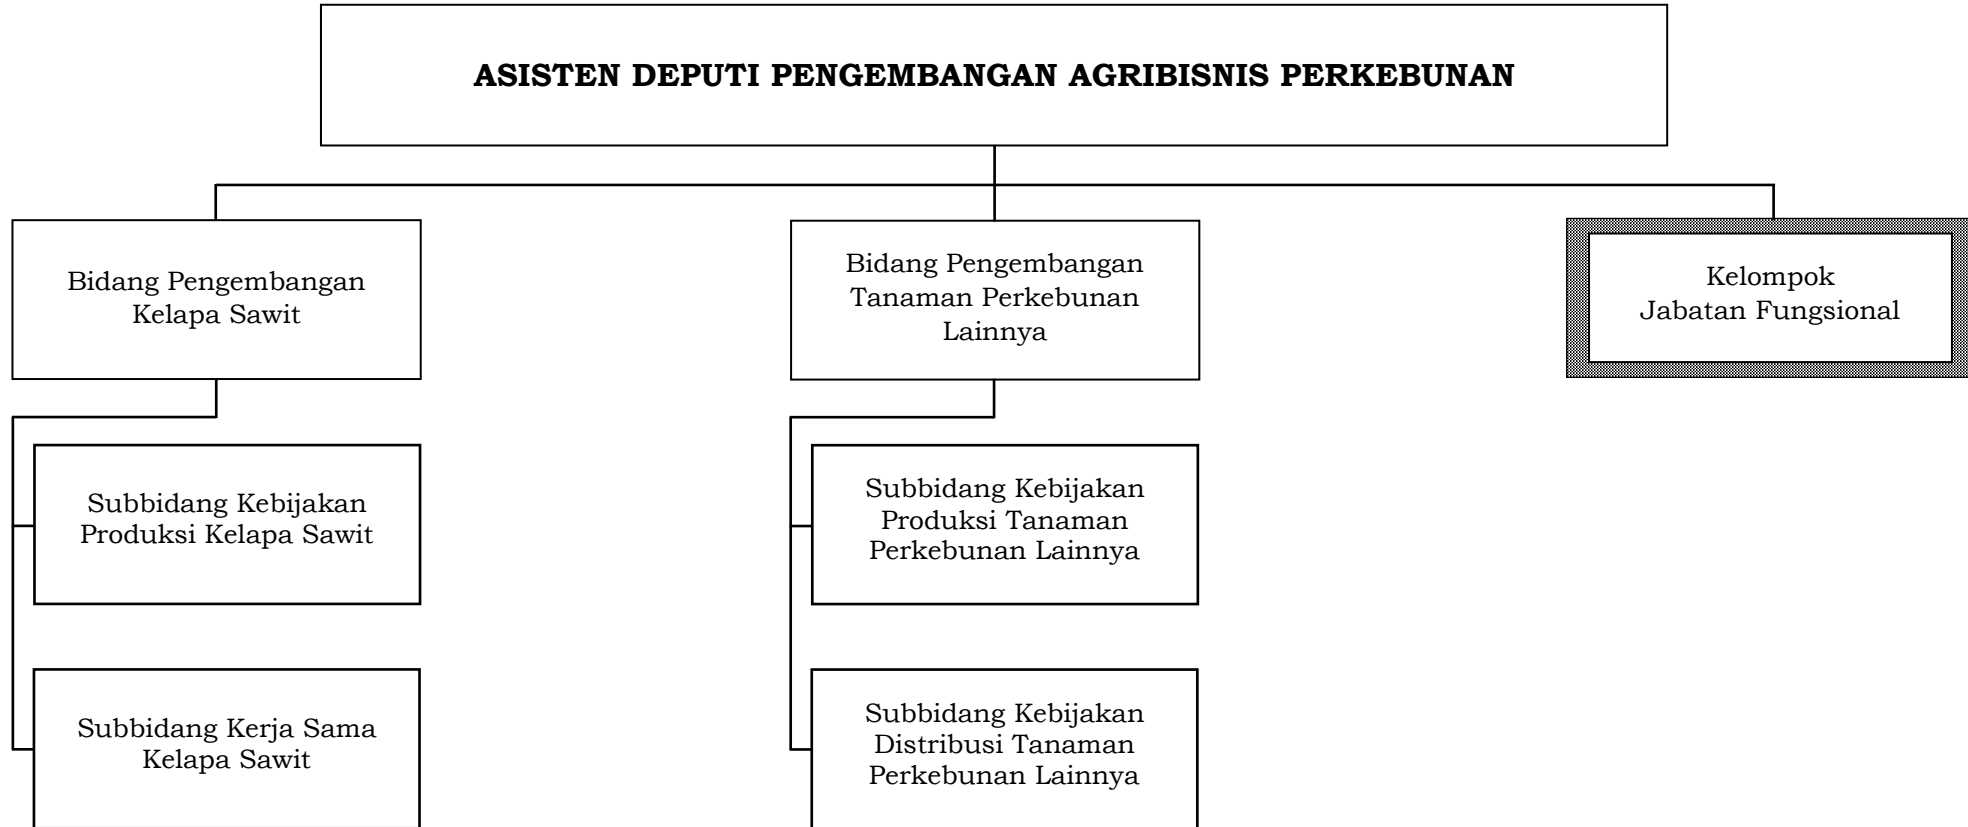 ASISTEN DEPUTI PENGEMBANGAN AGRIBISNIS PERKEBUNAN
Bidang Pengembangan
Kelapa Sawit
Bidang Pengembangan
Tanaman Perkebunan
Lainnya
Kelompok
Jabatan Fungsional
Subbidang Kebijakan
Produksi Kelapa Sawit
Subbidang Kebijakan
Produksi Tanaman
Perkebunan Lainnya
Subbidang Kerja Sama
Kelapa Sawit
Subbidang Kebijakan
Distribusi Tanaman
Perkebunan Lainnya